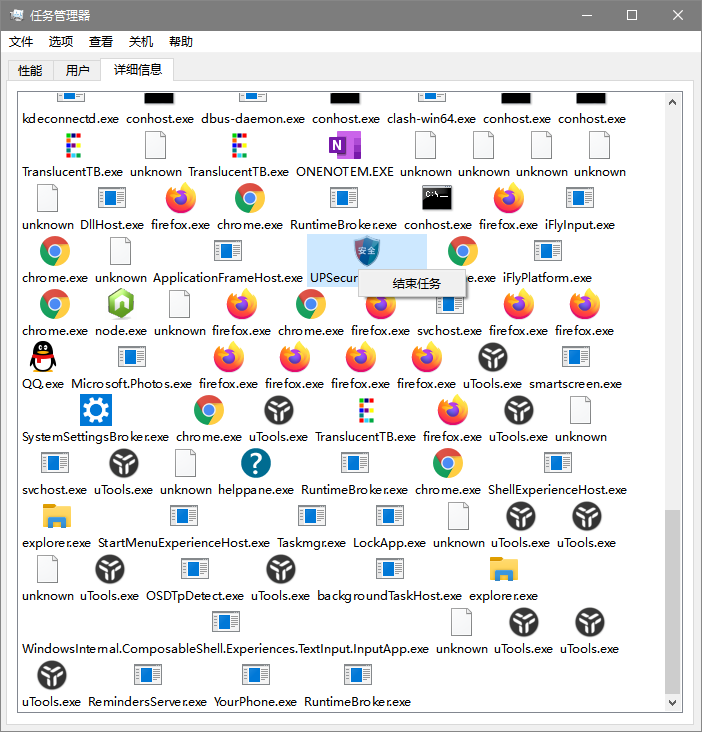 任务管理器
文件 选项 查看 关机 帮助
性能 用户 详细信息
kdeconnectd.exe conhost.exe dbus-daemon.exe conhost.exe clash-win64.exe conhost.exe conhost.exe
TranslucentTB.exe unknown TranslucentTB.exe ONENOTEM.EXE unknown unknown unknown unknown
unknown DllHost.exe firefox.exe chrome.exe RuntimeBroker.exe conhost.exe firefox.exe iFlyInput.exe
安全
chrome.exe unknown ApplicationFrameHost.exe UPSecur e.exe iFlyPlatform.exe
结束任务
chrome.exe node.exe unknown firefox.exe chrome.exe firefox.exe svchost.exe firefox.exe firefox.exe
QQ.exe Microsoft.Photos.exe firefox.exe firefox.exe firefox.exe firefox.exe uTools.exe smartscreen.exe
SystemSettingsBroker.exe chrome.exe uTools.exe TranslucentTB.exe firefox.exe uTools.exe unknown
svchost.exe uTools.exe unknown helppane.exe RuntimeBroker.exe chrome.exe ShellExperienceHost.exe
explorer.exe StartMenuExperienceHost.exe Taskmgr.exe LockApp.exe unknown uTools.exe uTools.exe
unknown uTools.exe OSDTpDetect.exe uTools.exe backgroundTaskHost.exe explorer.exe
WindowsInternal.ComposableShell.Experiences.TextInput.InputApp.exe unknown uTools.exe uTools.exe
uTools.exe RemindersServer.exe YourPhone.exe RuntimeBroker.exe